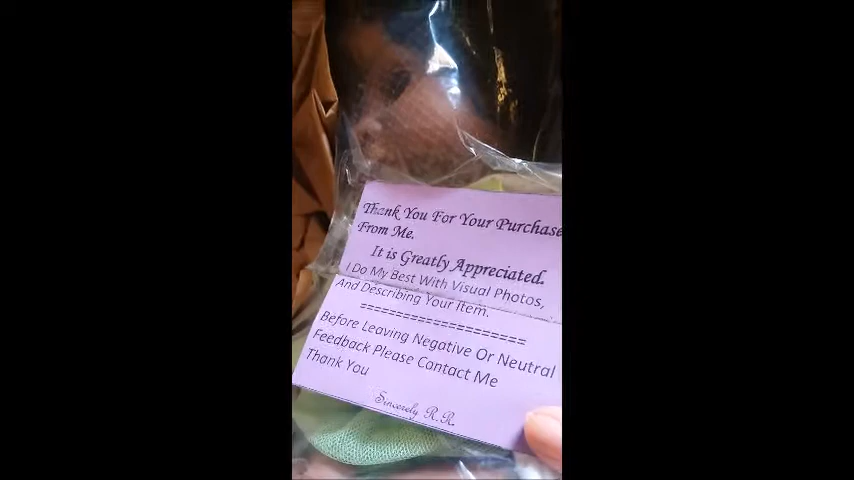 Thank You For Your Purchase
From Me.
It is Greatly Appreciated.
I Do My Best With Visual Photos,
And Describing Your Item.
======================
Before Leaving Negative Or Neutral
Feedback Please Contact Me
Thank You
Sincerely R.R.